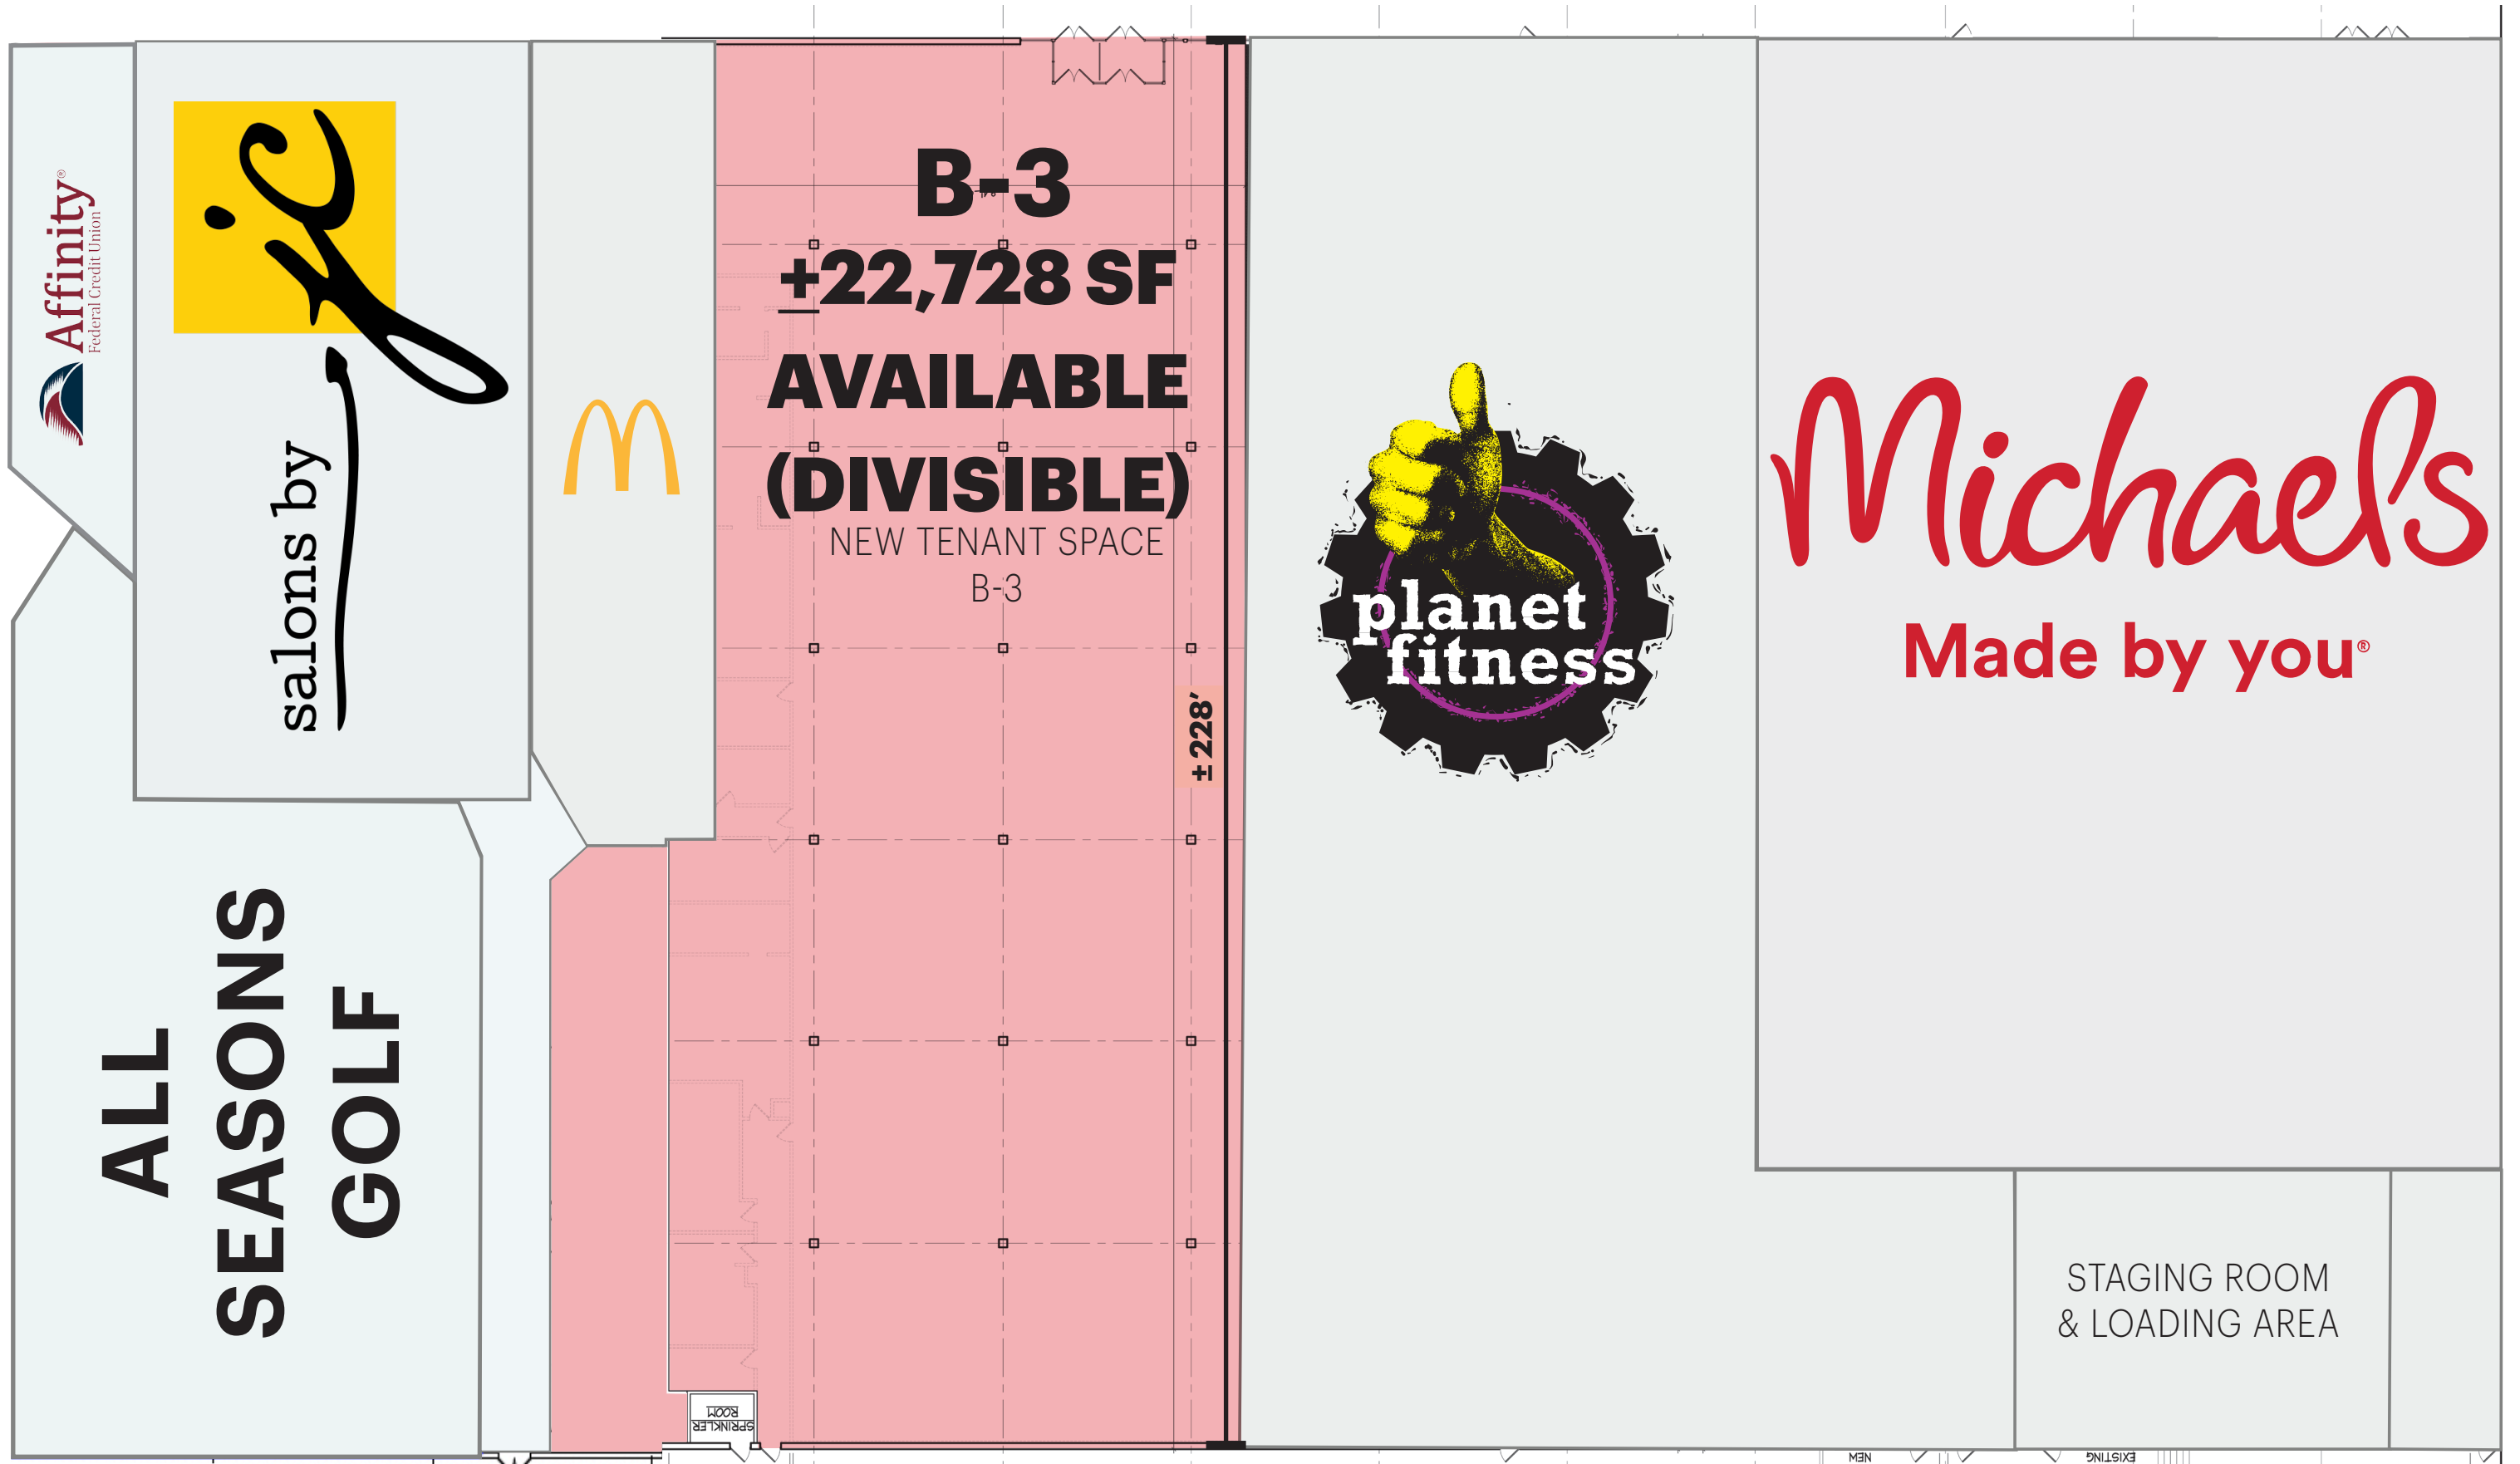 Affinity®
Federal Credit Union
salons by
jc
B-3
±22,728 SF
AVAILABLE
(DIVISIBLE)
NEW TENANT SPACE
B-3
±228’
planet
fitness
Michaels
Made by you®
ALL
SEASONS
GOLF
STAGING ROOM
& LOADING AREA
SPRINKLER
ROOM
NEW
EXISTING